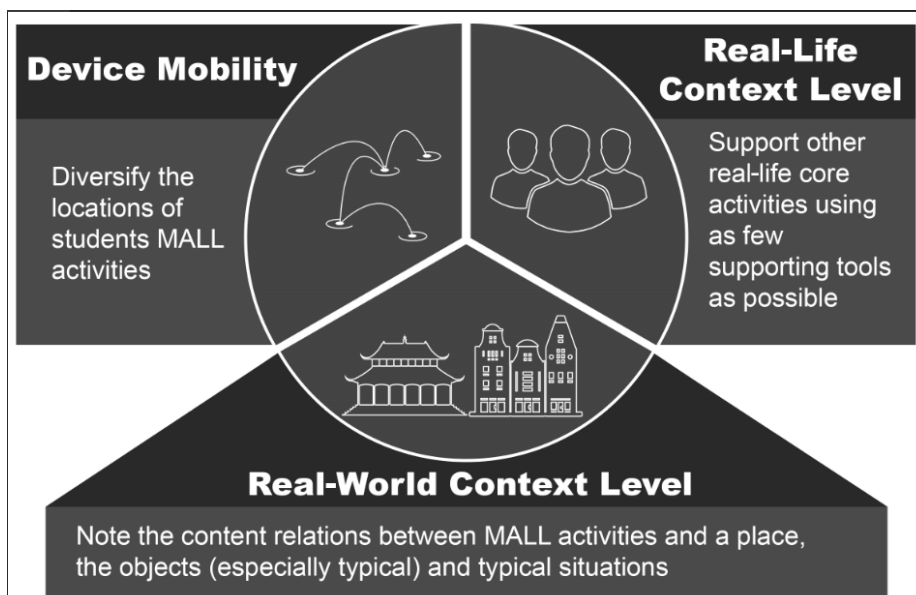 Device Mobility
Diversify the
locations of
students MALL
activities
Real-Life
Context Level
Support other
real-life core
activities using
as few
supporting tools
as possible
Real-World Context Level
Note the content relations between MALL activities and a place,
the objects (especially typical) and typical situations